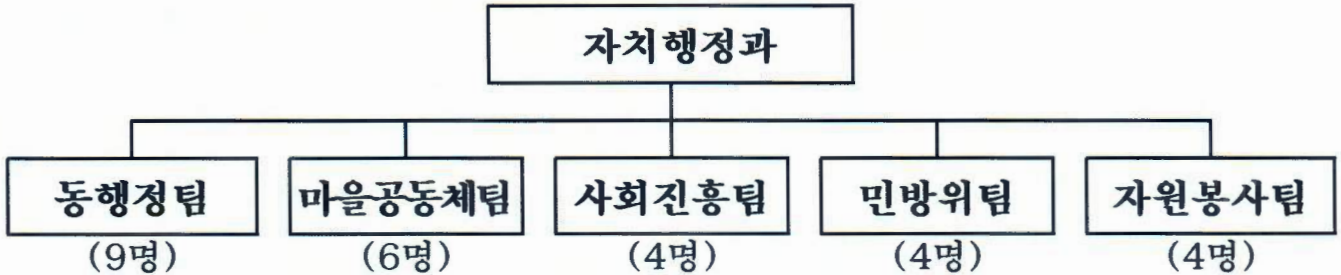 자치행정과
동행정팀 마을공동체팀 사회진흥팀 민방위팀 자원봉사팀
(9명) (6명) (4명) (4명) (4명)